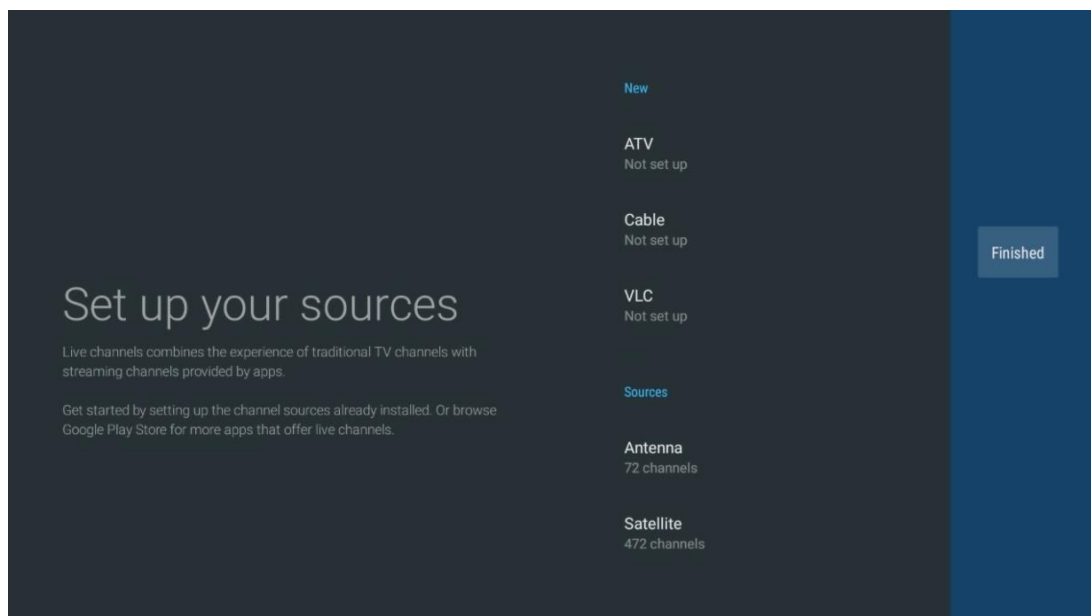 Set up your sources
Live channels combines the experience of traditional TV channels with
streaming channels provided by apps.
Get started by setting up the channel sources already installed. Or browse
Google Play Store for more apps that offer live channels.
New
ATV
Not set up
Cable
Not set up
VLC
Not set up
Sources
Antenna
72 channels
Satellite
472 channels
Finished